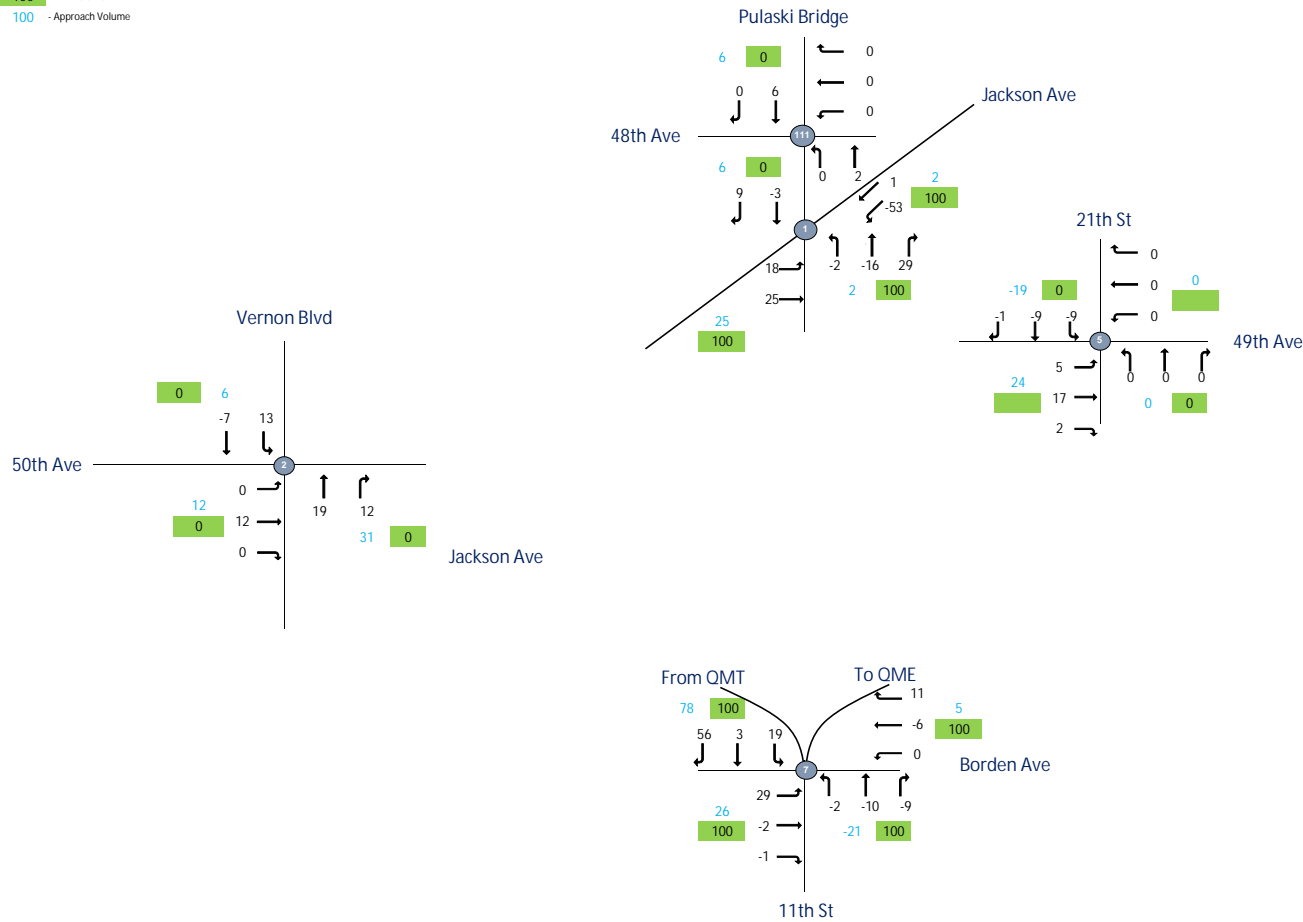 100 - Approach Volume
Pulaski Bridge
6 0
0
0 6
0
Jackson Ave
0
48th Ave
111
6 0
0 2
1 2
9 -3
-53 100
1
21th St
-2 -16 29
18
2 100
25
0
-19 0
0 0
-1 -9 -9
0
25
100
Vernon Blvd
5
49th Ave
5
0 0 0
24
17
0 0
2
0 6
-7 13
50th Ave
2
0
12
0
12
19 12
31 0
0
Jackson Ave
From QMT
To QME
11
78 100
5
-6 100
56 3 19
0
Borden Ave
7
29
-2 -10 -9
26
100
-2
-21 100
-1
11th St